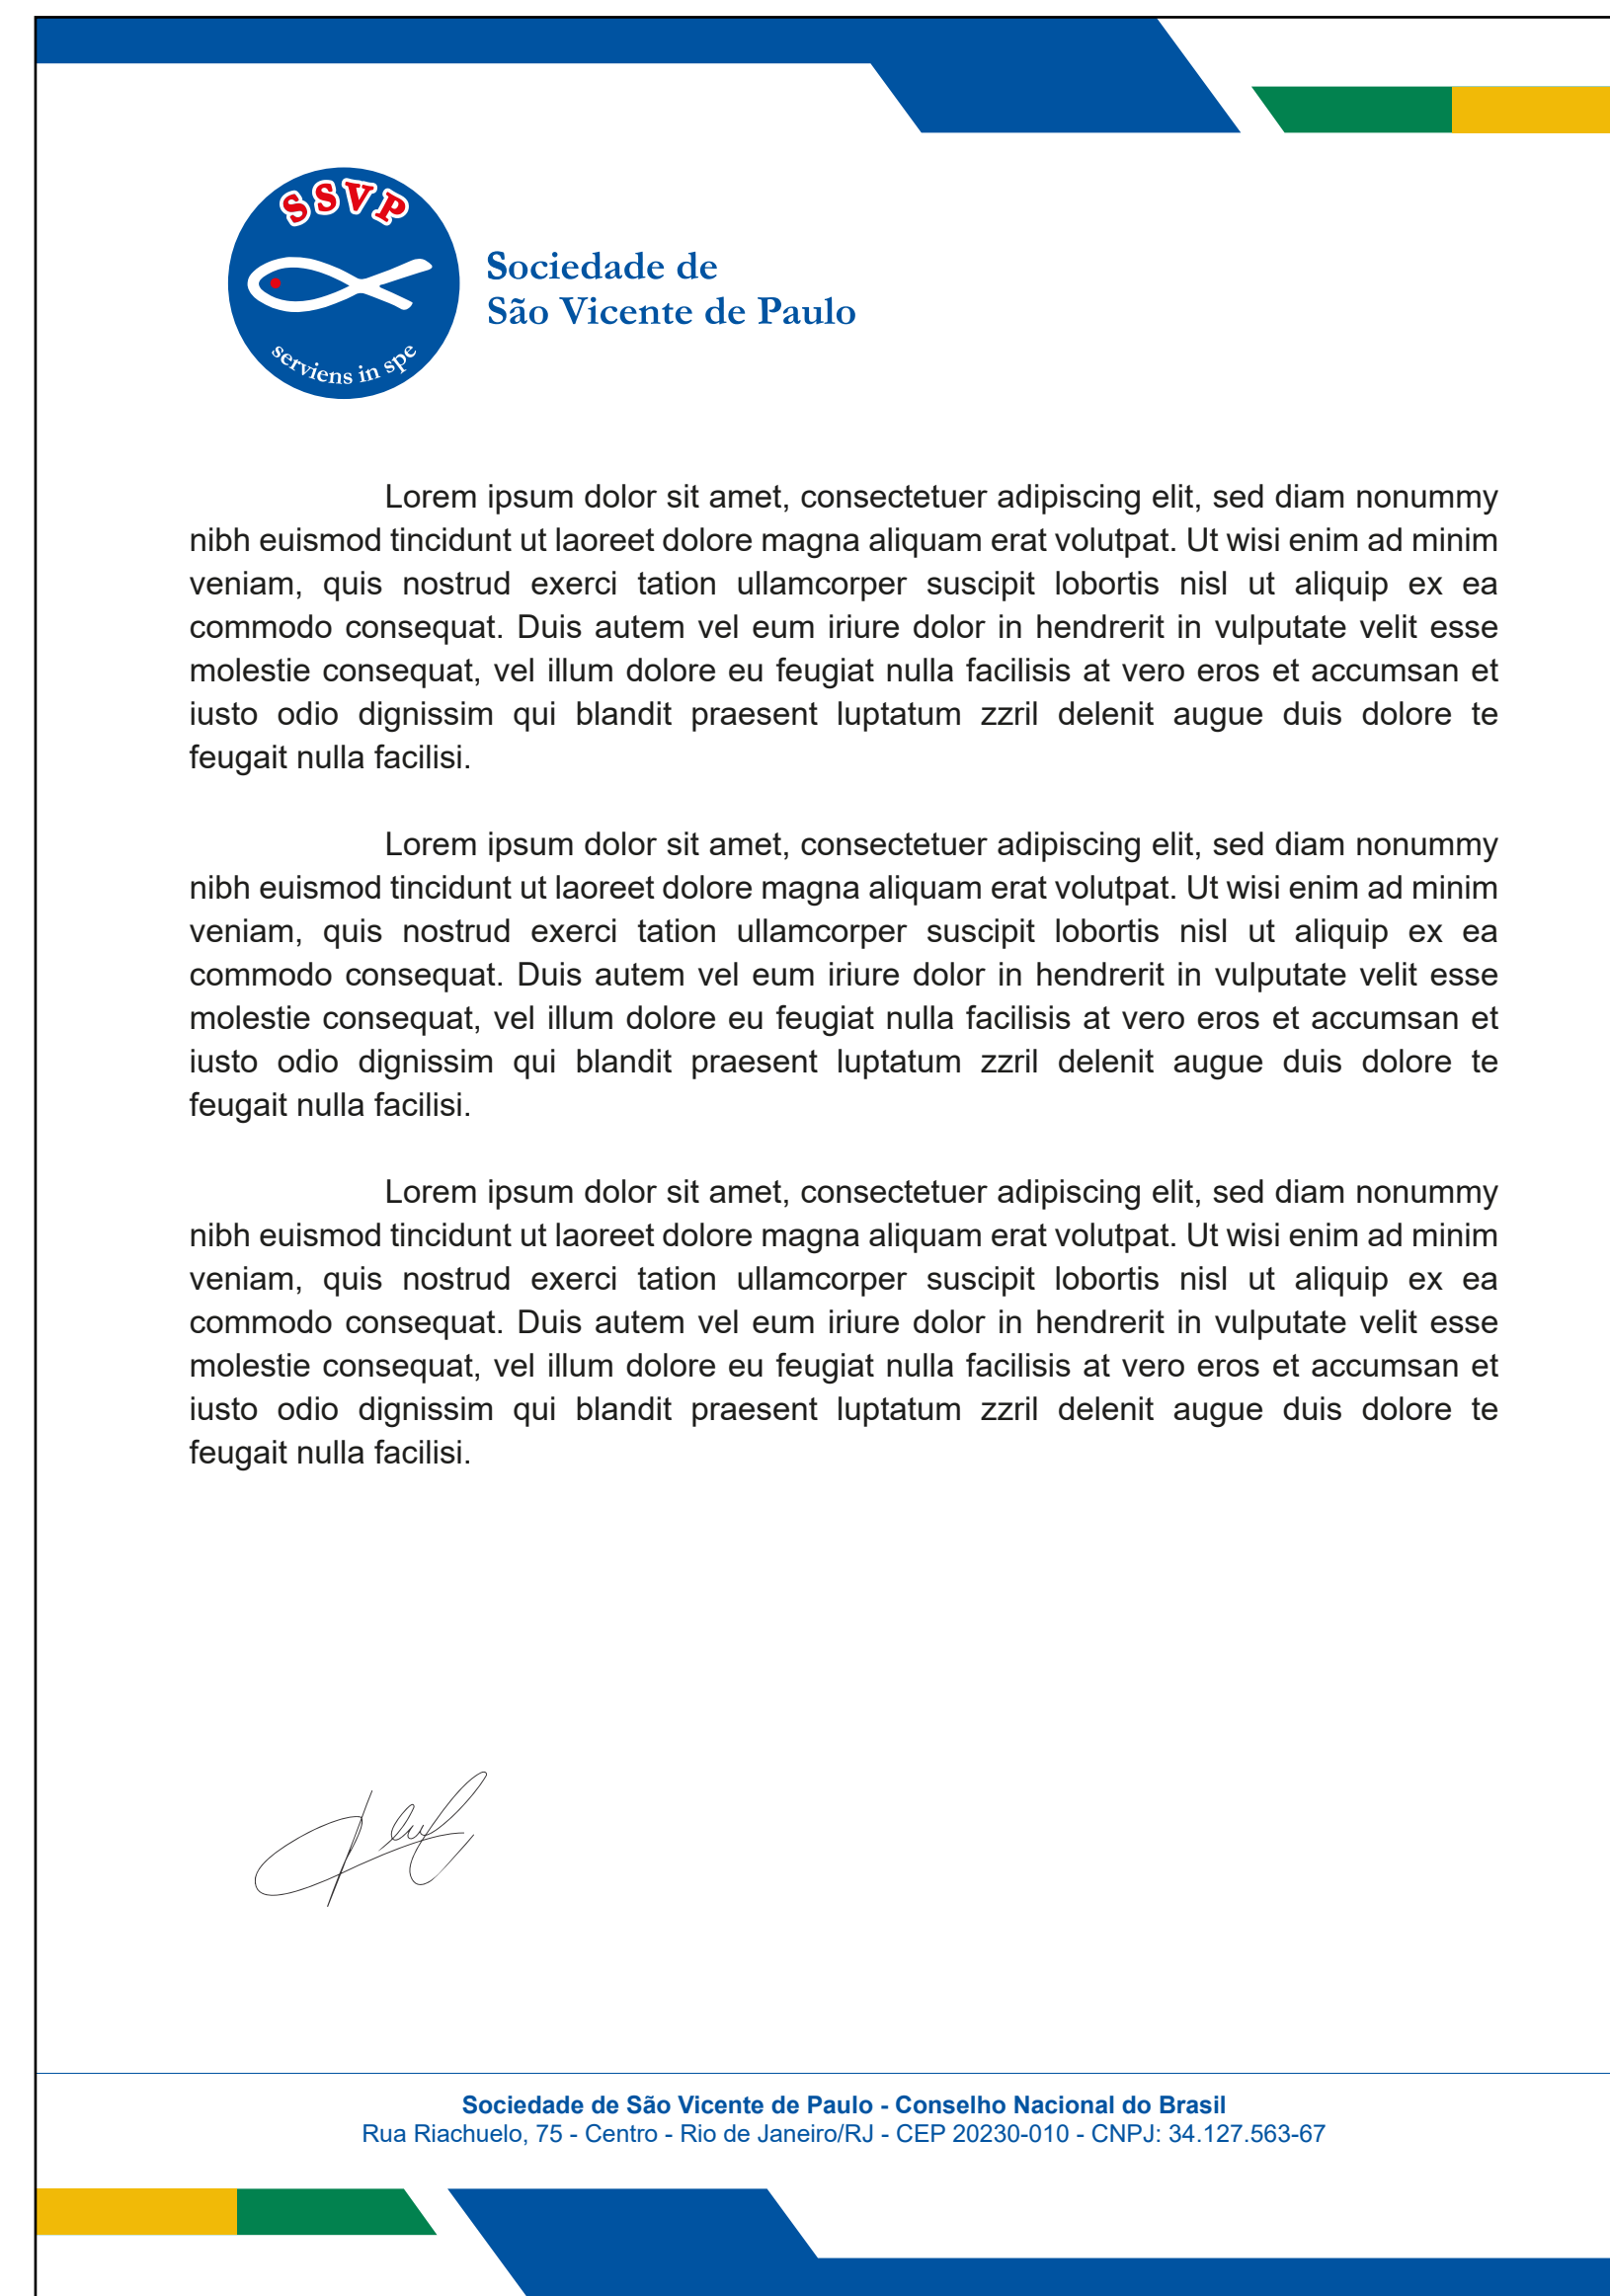 SSVP
Sociedade de
São Vicente de Paulo
serviens in spe
Lorem ipsum dolor sit amet, consectetuer adipiscing elit, sed diam nonummy
nibh euismod tincidunt ut laoreet dolore magna aliquam erat volutpat. Ut wisi enim ad minim
veniam, quis nostrud exerci tation ullamcorper suscipit lobortis nisl ut aliquip ex ea
commodo consequat. Duis autem vel eum iriure dolor in hendrerit in vulputate velit esse
molestie consequat, vel illum dolore eu feugiat nulla facilisis at vero eros et accumsan et
iusto odio dignissim qui blandit praesent luptatum zzril delenit augue duis dolore te
feugait nulla facilisi.
Lorem ipsum dolor sit amet, consectetuer adipiscing elit, sed diam nonummy
nibh euismod tincidunt ut laoreet dolore magna aliquam erat volutpat. Ut wisi enim ad minim
veniam, quis nostrud exerci tation ullamcorper suscipit lobortis nisl ut aliquip ex ea
commodo consequat. Duis autem vel eum iriure dolor in hendrerit in vulputate velit esse
molestie consequat, vel illum dolore eu feugiat nulla facilisis at vero eros et accumsan et
iusto odio dignissim qui blandit praesent luptatum zzril delenit augue duis dolore te
feugait nulla facilisi.
Lorem ipsum dolor sit amet, consectetuer adipiscing elit, sed diam nonummy
nibh euismod tincidunt ut laoreet dolore magna aliquam erat volutpat. Ut wisi enim ad minim
veniam, quis nostrud exerci tation ullamcorper suscipit lobortis nisl ut aliquip ex ea
commodo consequat. Duis autem vel eum iriure dolor in hendrerit in vulputate velit esse
molestie consequat, vel illum dolore eu feugiat nulla facilisis at vero eros et accumsan et
iusto odio dignissim qui blandit praesent luptatum zzril delenit augue duis dolore te
feugait nulla facilisi.
Sociedade de São Vicente de Paulo - Conselho Nacional do Brasil
Rua Riachuelo, 75 - Centro - Rio de Janeiro/RJ - CEP 20230-010 - CNPJ: 34.127.563-67